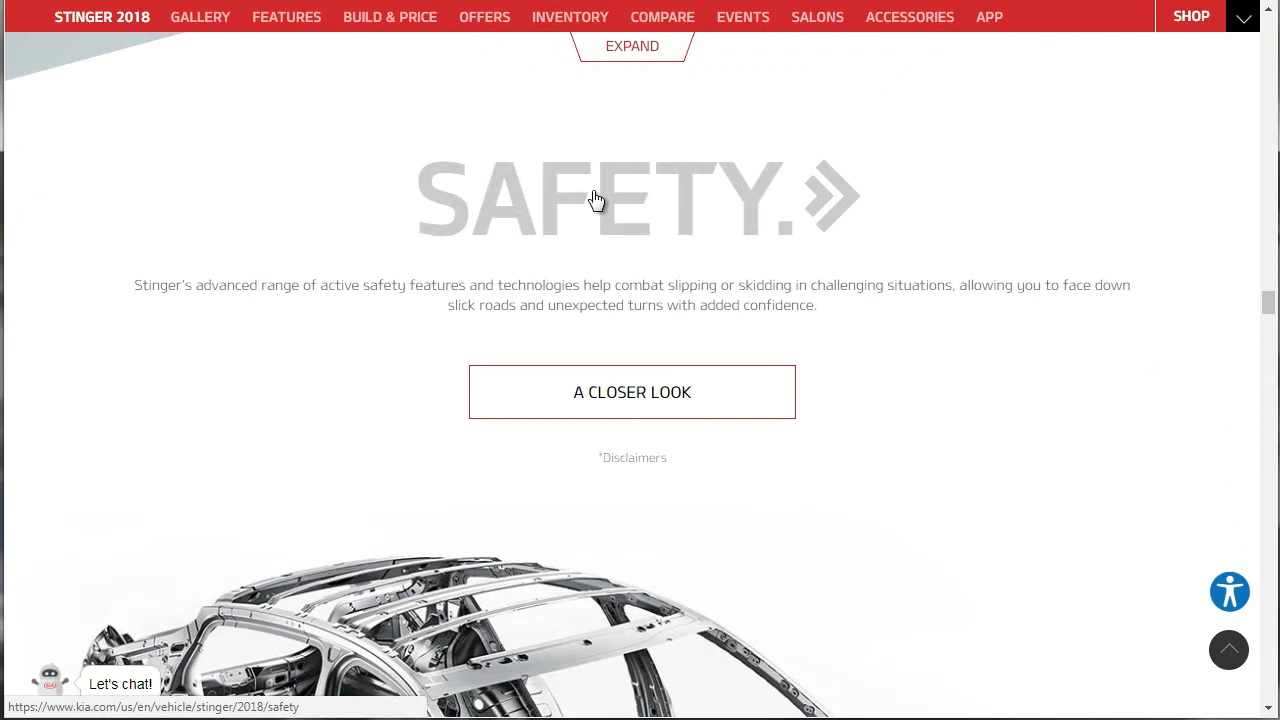 STINGER 2018 GALLERY FEATURES BUILD & PRICE OFFERS INVENTORY COMPARE EVENTS SALONS ACCESSORIES APP SHOP
EXPAND
SAFETY.
Stinger's advanced range of active safety features and technologies help combat slipping or skidding in challenging situations, allowing you to face down
slick roads and unexpected turns with added confidence.
A CLOSER LOOK
*Disclaimers
Let's chat!
https://www.kia.com/us/en/vehicle/stinger/2018/safety